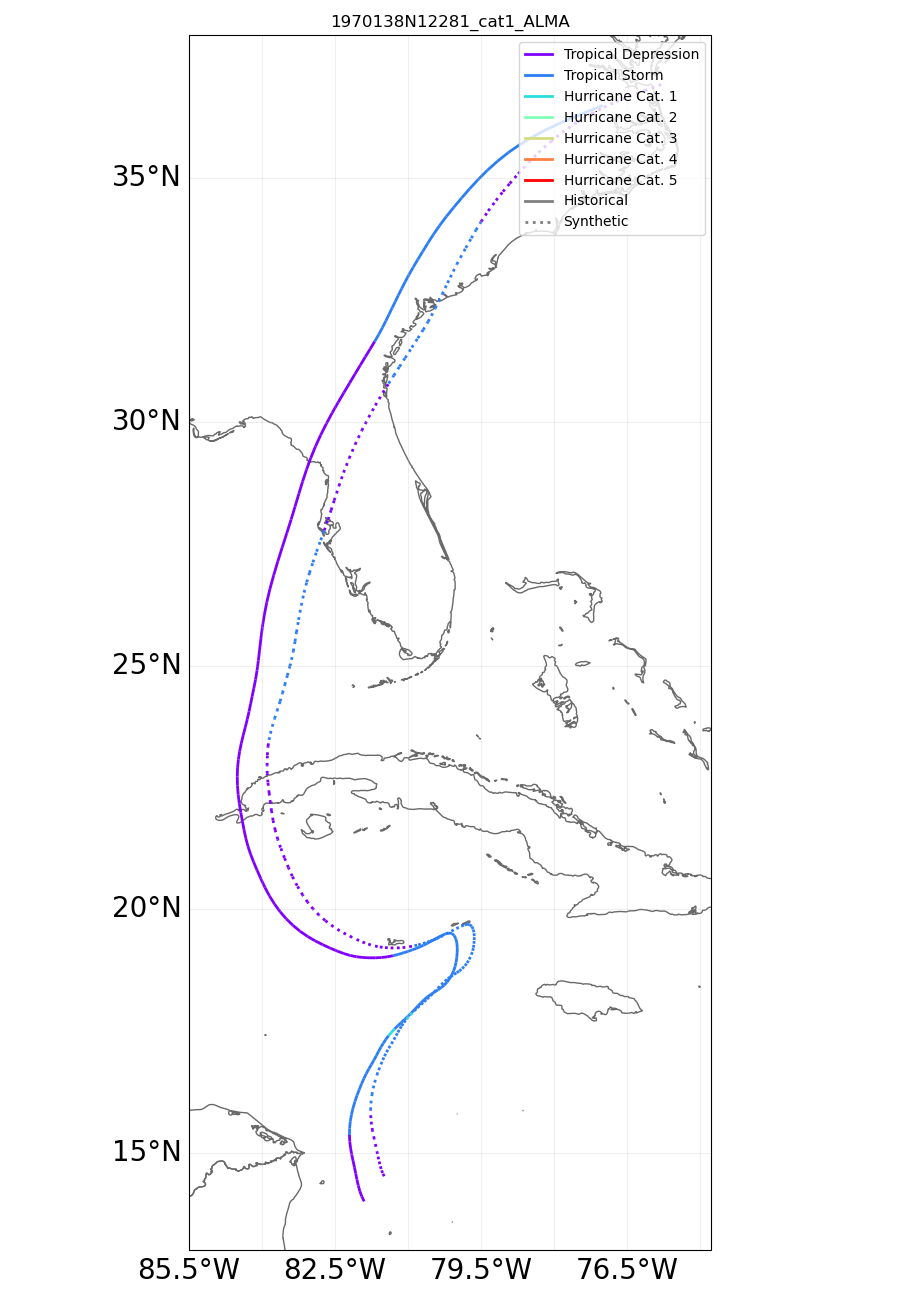 1970138N12281_cat1_ALMA
Tropical Depression
Tropical Storm
Hurricane Cat. 1
Hurricane Cat. 2
Hurricane Cat. 3
Hurricane Cat. 4
Hurricane Cat. 5
Historical
Synthetic
35°N
30°N
25°N
20°N
15°N
85.5°W 82.5°W 79.5°W 76.5°W